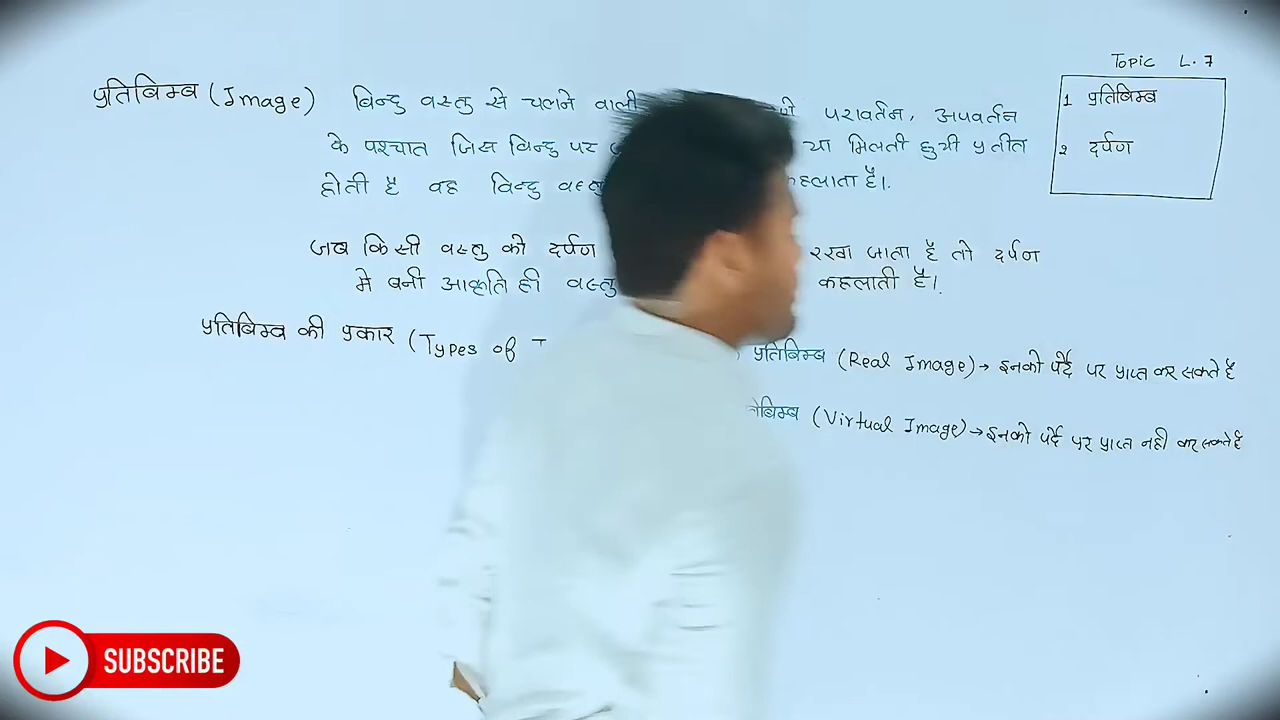 Topic L.7
1 प्रतिबिम्ब
2 दर्पण
प्रतिबिम्ब (Image) बिन्दु वस्तु से चलने वाली परावर्तन, अपवर्तन
के पश्चात जिस बिन्दु पर या मिलती हुयी प्रतीत
होती है वह बिन्दु कहलाता है।
जब किसी वस्तु को दर्पण रखा जाता है तो दर्पण
मे बनी आकृति ही वस्तु कहलाती है।
प्रतिबिम्ब की प्रकार (Types of
प्रतिबिम्ब (Real Image) → इनको पर्दे पर प्राप्त कर सकते है
(Virtual Image) → इनको पर्दे पर प्राप्त नही कर सकते है
SUBSCRIBE